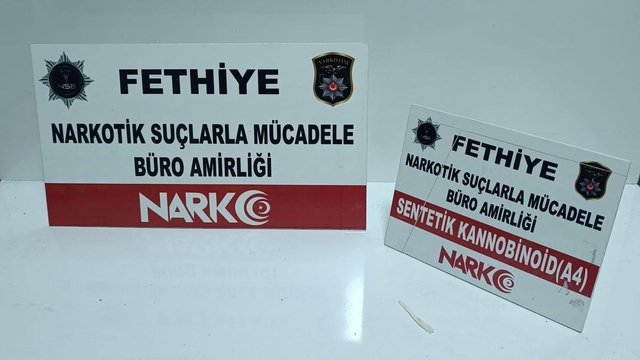 FETHİYE
NARKOTİK SUÇLARLA MÜCADELE
BÜRO AMİRLİĞİ
NARKO
NARKOTİK
FETHİYE
NARKOTİK SUÇLARLA MÜCADELE
BÜRO AMİRLİĞİ
SENTETİK KANNOBİNOİD(A4)
NARKO